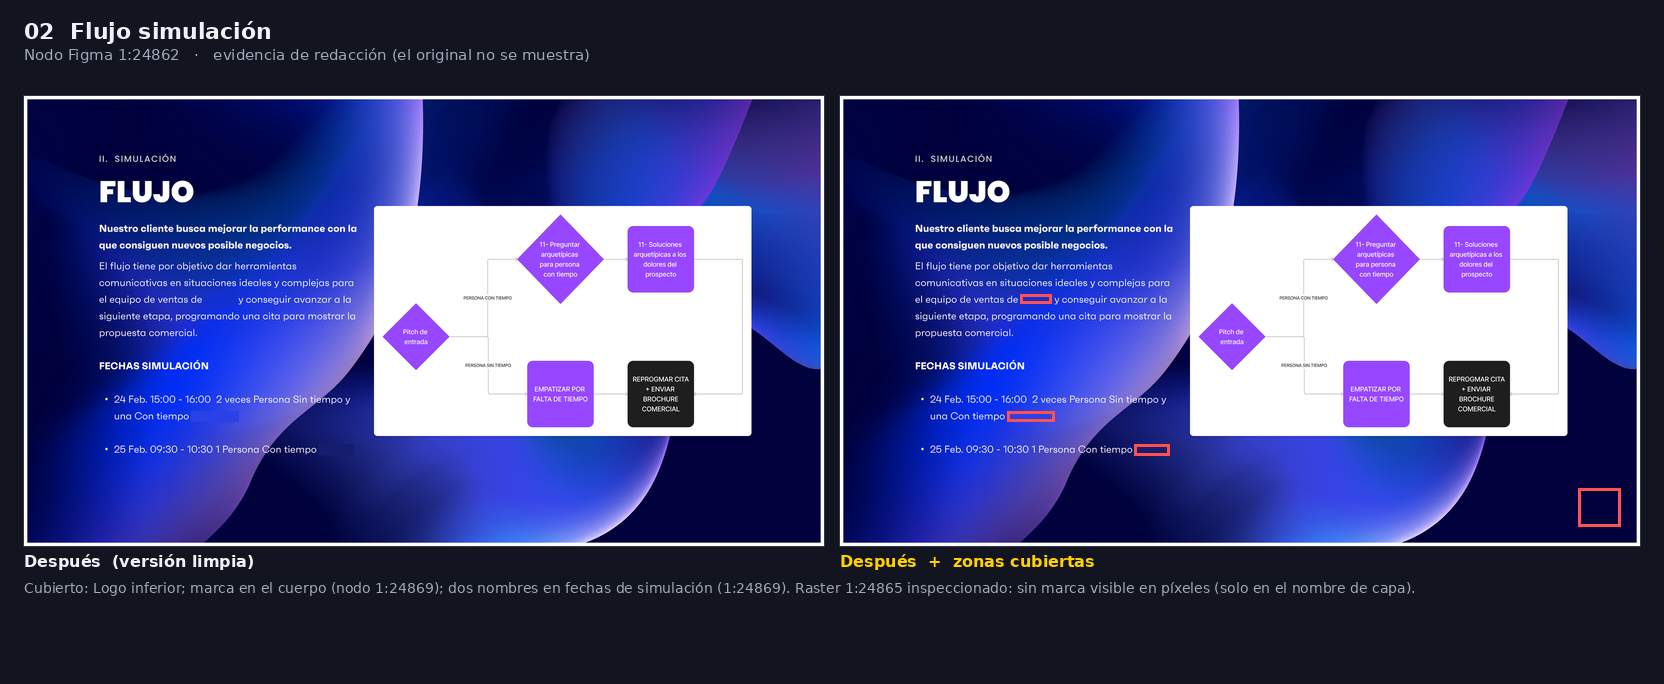 02 Flujo simulación
Nodo Figma 1:24862 · evidencia de redacción (el original no se muestra)
II. SIMULACIÓN
FLUJO
Nuestro cliente busca mejorar la performance con la
que consiguen nuevos posible negocios.
El flujo tiene por objetivo dar herramientas
comunicativas en situaciones ideales y complejas para
el equipo de ventas de y conseguir avanzar a la
siguiente etapa, programando una cita para mostrar la
propuesta comercial.
FECHAS SIMULACIÓN
• 24 Feb. 15:00 - 16:00 2 veces Persona Sin tiempo y
una Con tiempo
• 25 Feb. 09:30 - 10:30 1 Persona Con tiempo
Pitch de
entrada
PERSONA CON TIEMPO
PERSONA SIN TIEMPO
11- Preguntar
arquetípicas
para persona
con tiempo
11- Soluciones
arquetípicas a los
dolores del
prospecto
EMPATIZAR POR
FALTA DE TIEMPO
REPROGMAR CITA
+ ENVIAR
BROCHURE
COMERCIAL
II. SIMULACIÓN
FLUJO
Nuestro cliente busca mejorar la performance con la
que consiguen nuevos posible negocios.
El flujo tiene por objetivo dar herramientas
comunicativas en situaciones ideales y complejas para
el equipo de ventas de y conseguir avanzar a la
siguiente etapa, programando una cita para mostrar la
propuesta comercial.
FECHAS SIMULACIÓN
• 24 Feb. 15:00 - 16:00 2 veces Persona Sin tiempo y
una Con tiempo
• 25 Feb. 09:30 - 10:30 1 Persona Con tiempo
Pitch de
entrada
PERSONA CON TIEMPO
PERSONA SIN TIEMPO
11- Preguntar
arquetípicas
para persona
con tiempo
11- Soluciones
arquetípicas a los
dolores del
prospecto
EMPATIZAR POR
FALTA DE TIEMPO
REPROGMAR CITA
+ ENVIAR
BROCHURE
COMERCIAL
Después (versión limpia)
Después + zonas cubiertas
Cubierto: Logo inferior; marca en el cuerpo (nodo 1:24869); dos nombres en fechas de simulación (1:24869). Raster 1:24865 inspeccionado: sin marca visible en píxeles (solo en el nombre de capa).